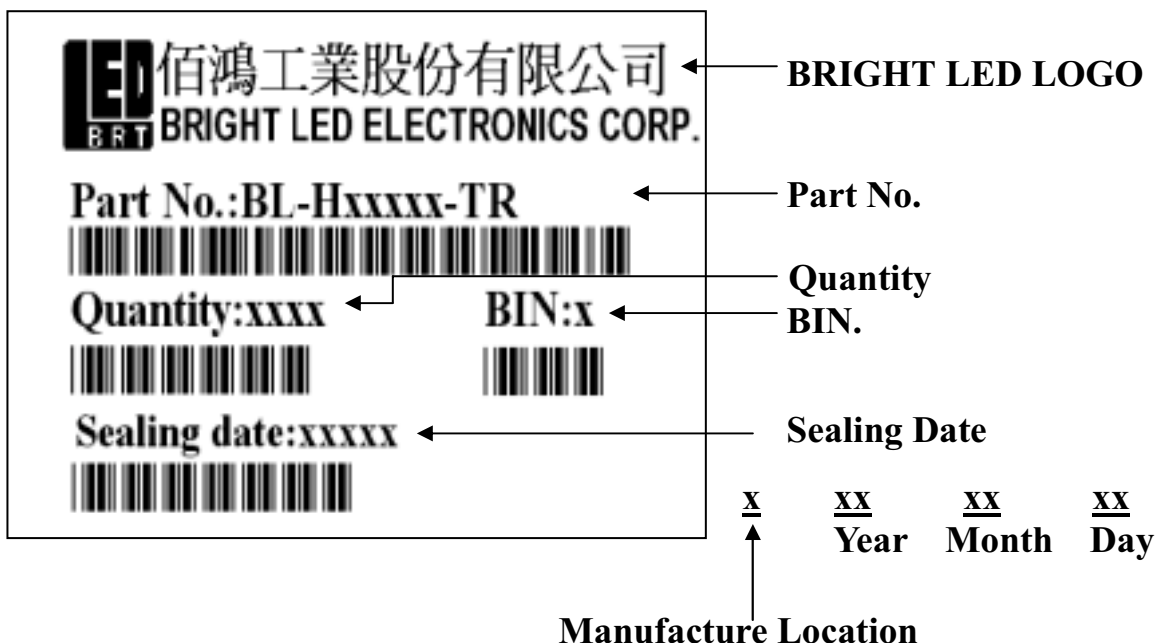 LED 佰鴻工業股份有限公司 BRIGHT LED LOGO
BRT BRIGHT LED ELECTRONICS CORP.
Part No.:BL-Hxxxxx-TR Part No.
Quantity
Quantity:xxxx BIN:x BIN.
Sealing date:xxxxx Sealing Date
x xx xx xx
Year Month Day
Manufacture Location